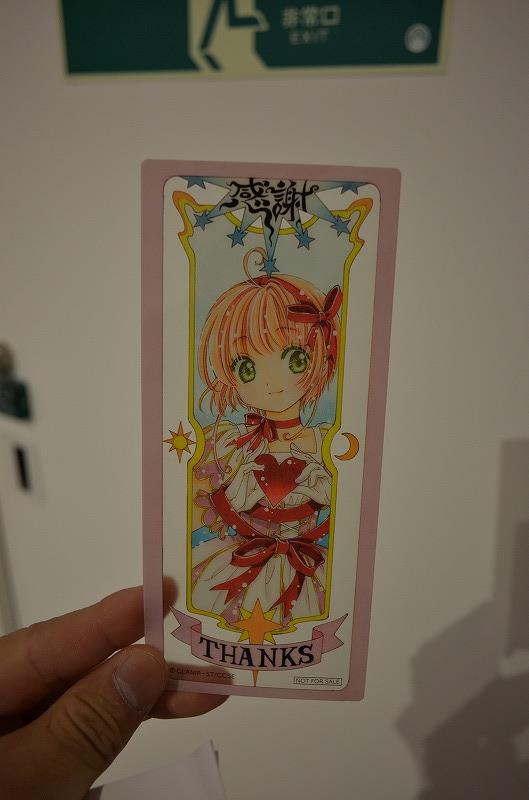 非常口
EXIT
感謝
THANKS
©CLAMP・ST/CCSE
NOT FOR SALE